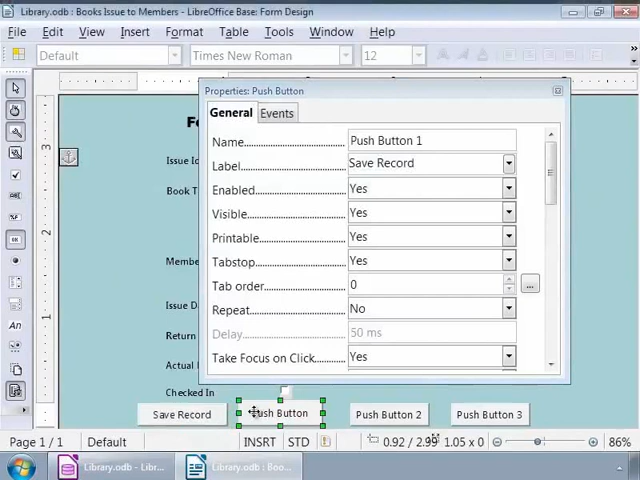 Library.odb : Books Issue to Members - LibreOffice Base: Form Design
File Edit View Insert Format Table Tools Window Help
Default Times New Roman 12
Properties: Push Button
General Events
Name Push Button 1
Label Save Record
Enabled Yes
Visible Yes
Printable Yes
Tabstop Yes
Tab order 0 ...
Repeat No
Delay 50 ms
Take Focus on Click Yes
Issue
Book T
Memb
Issue D
Return
Actual
Checked In
Save Record Push Button Push Button 2 Push Button 3
3
2
1
Page 1 / 1 Default INSRT STD 0.92 / 2.99 1.05 x 0 86%
Library.odb - Libr... Library.odb : Boo...